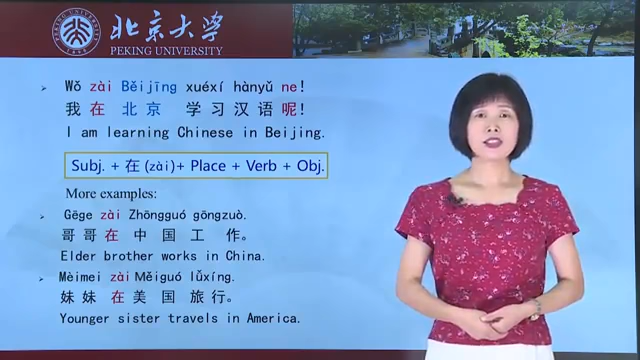 北京大学
PEKING UNIVERSITY
Wǒ zài Běijīng xuéxí hànyǔ ne!
我 在 北 京 学 习 汉 语 呢!
I am learning Chinese in Beijing.
Subj. + 在 (zài)+ Place + Verb + Obj.
More examples:
Gēge zài Zhōngguó gōngzuò.
哥 哥 在 中 国 工 作。
Elder brother works in China.
Mèimei zài Měiguó lǚxíng.
妹 妹 在 美 国 旅 行。
Younger sister travels in America.